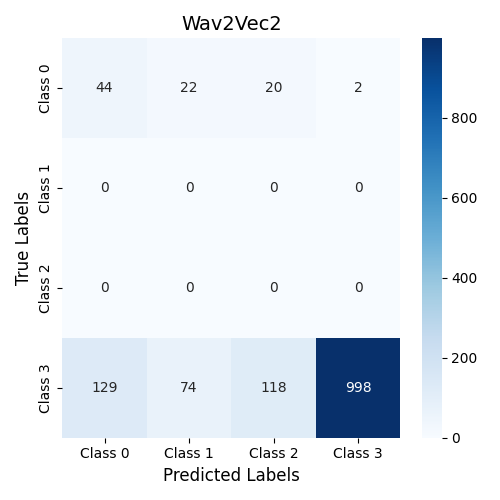 Wav2Vec2
True Labels
Class 0
44 22 20 2
Class 1
0 0 0 0
Class 2
0 0 0 0
Class 3
129 74 118 998
Class 0 Class 1 Class 2 Class 3
Predicted Labels
800
600
400
200
0